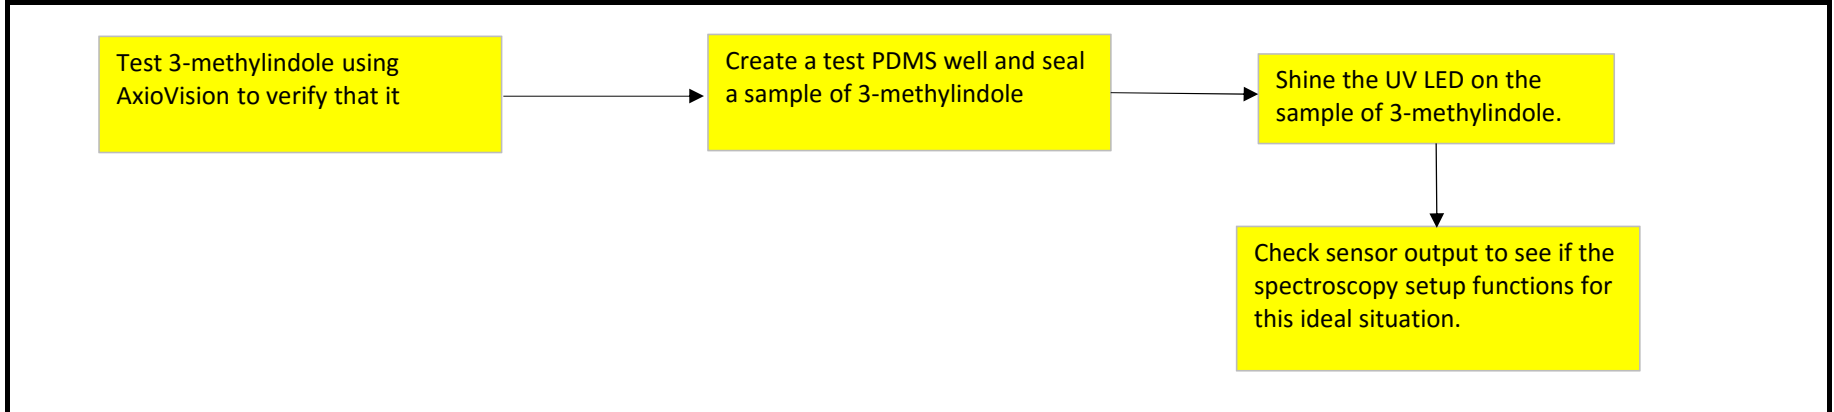 Test 3-methylindole using
AxioVision to verify that it
Create a test PDMS well and seal
a sample of 3-methylindole
Shine the UV LED on the
sample of 3-methylindole.
Check sensor output to see if the
spectroscopy setup functions for
this ideal situation.